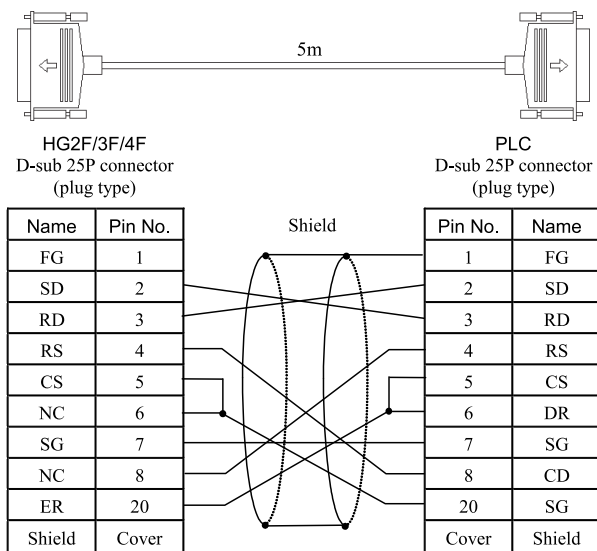 5m
HG2F/3F/4F
D-sub 25P connector
(plug type)
PLC
D-sub 25P connector
(plug type)
Name Pin No. Shield Pin No. Name
FG 1 1 FG
SD 2 2 SD
RD 3 3 RD
RS 4 4 RS
CS 5 5 CS
NC 6 6 DR
SG 7 7 SG
NC 8 8 CD
ER 20 20 SG
Shield Cover Cover Shield